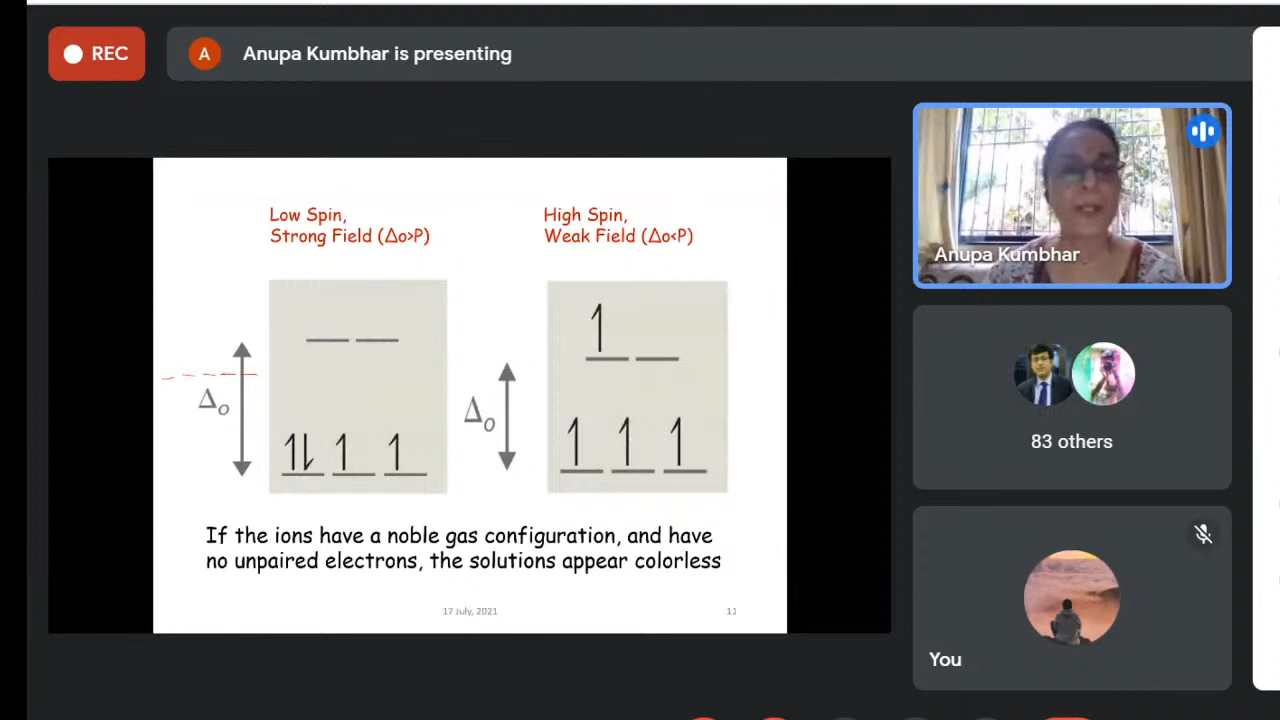 REC
A
Anupa Kumbhar is presenting
Low Spin,
Strong Field (Δo>P)
High Spin,
Weak Field (Δo<P)
Δo
Δo
If the ions have a noble gas configuration, and have
no unpaired electrons, the solutions appear colorless
17 July, 2021
11
Anupa Kumbhar
83 others
You